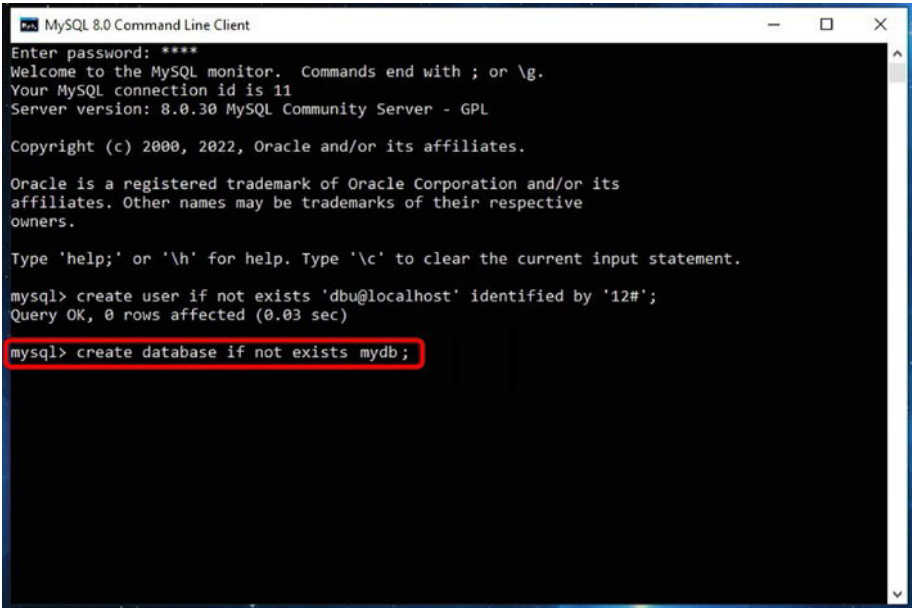 MySQL 8.0 Command Line Client
Enter password: ****
Welcome to the MySQL monitor.  Commands end with ; or \g.
Your MySQL connection id is 11
Server version: 8.0.30 MySQL Community Server - GPL
Copyright (c) 2000, 2022, Oracle and/or its affiliates.
Oracle is a registered trademark of Oracle Corporation and/or its
affiliates. Other names may be trademarks of their respective
owners.
Type 'help;' or '\h' for help. Type '\c' to clear the current input statement.
mysql> create user if not exists 'dbu@localhost' identified by '12#';
Query OK, 0 rows affected (0.03 sec)
mysql> create database if not exists mydb ;